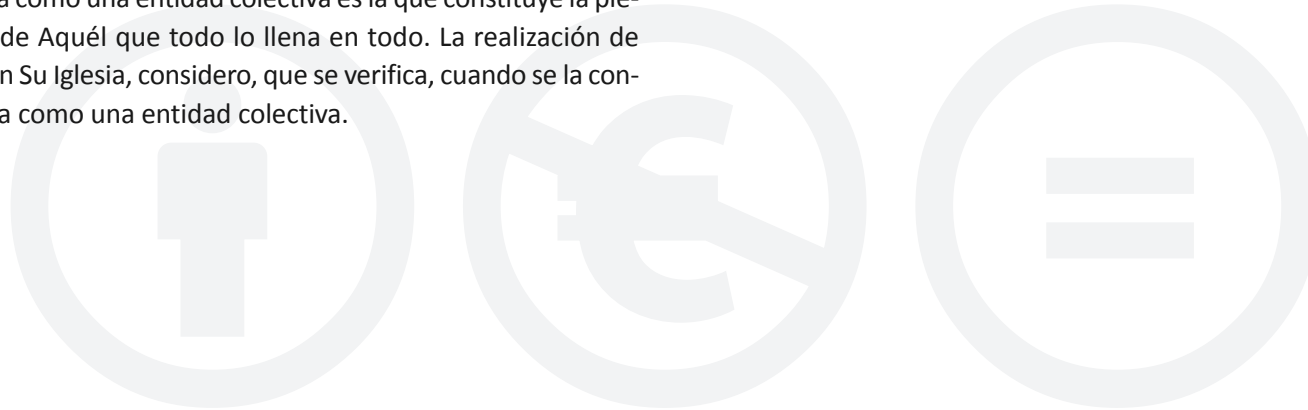 como una entidad colectiva es la que constituye la ple-
de Aquél que todo lo llena en todo. La realización de
Su Iglesia, considero, que se verifica, cuando se la con-
como una entidad colectiva.